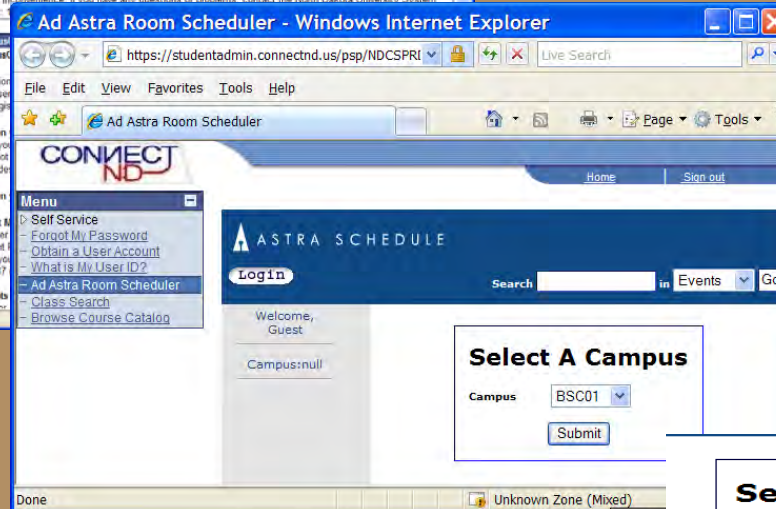 Ad Astra Room Scheduler - Windows Internet Explorer
https://studentadmin.connectnd.us/psp/NDCSPRI
Live Search
File Edit View Favorites Tools Help
Ad Astra Room Scheduler
Page Tools
CONNECT
ND
Home Sign out
Menu
Self Service
Forgot My Password
Obtain a User Account
What is My User ID?
Ad Astra Room Scheduler
Class Search
Browse Course Catalog
ASTRA SCHEDULE
Login
Search in Events Go
Welcome,
Guest
Campus:null
Select A Campus
Campus BSC01
Submit
Se
Done
Unknown Zone (Mixed)